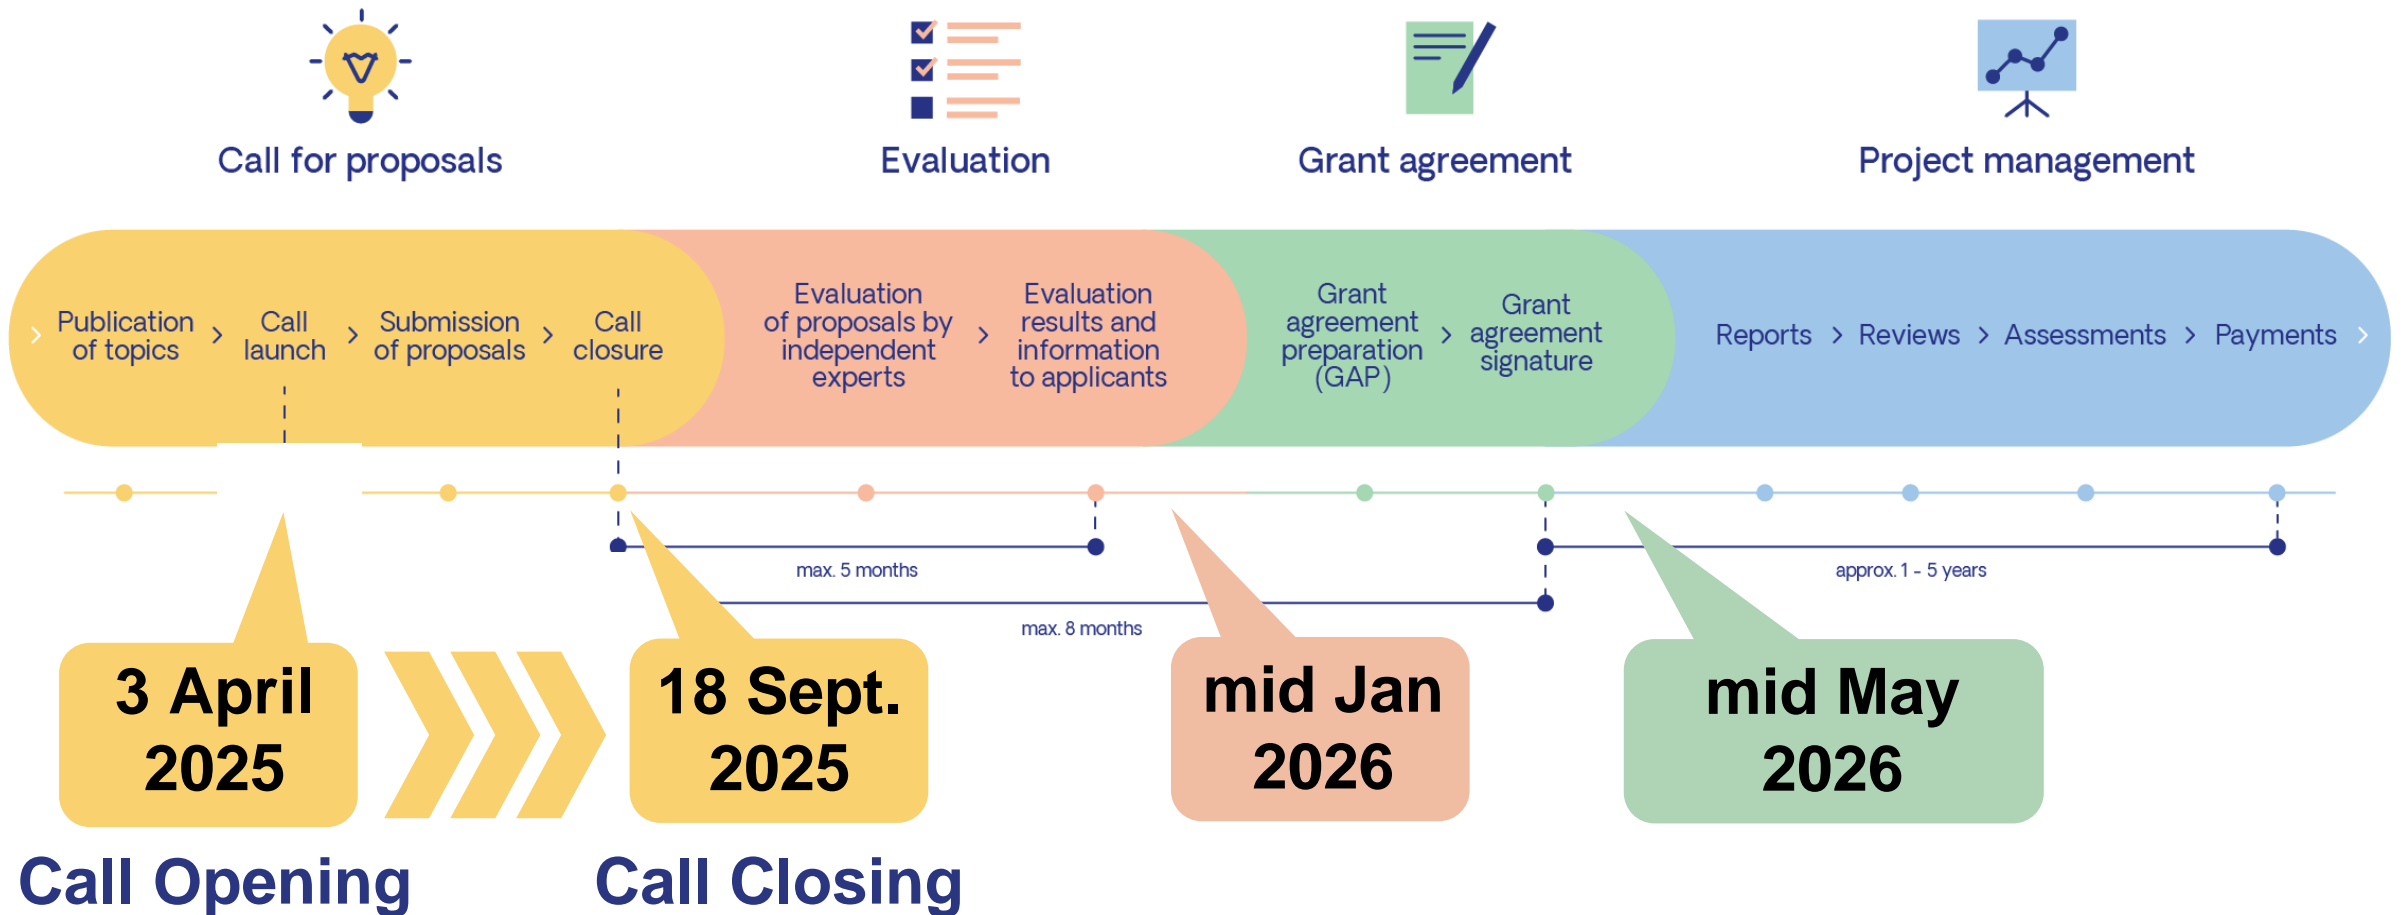 Call for proposals
Evaluation
Grant agreement
Project management
Publication
of topics
Call
launch
Submission
of proposals
Call
closure
Evaluation
of proposals by
independent
experts
Evaluation
results and
information
to applicants
Grant
agreement
preparation
(GAP)
Grant
agreement
signature
Reports
Reviews
Assessments
Payments
max. 5 months
approx. 1 - 5 years
max. 8 months
3 April
2025
18 Sept.
2025
mid Jan
2026
mid May
2026
Call Opening
Call Closing